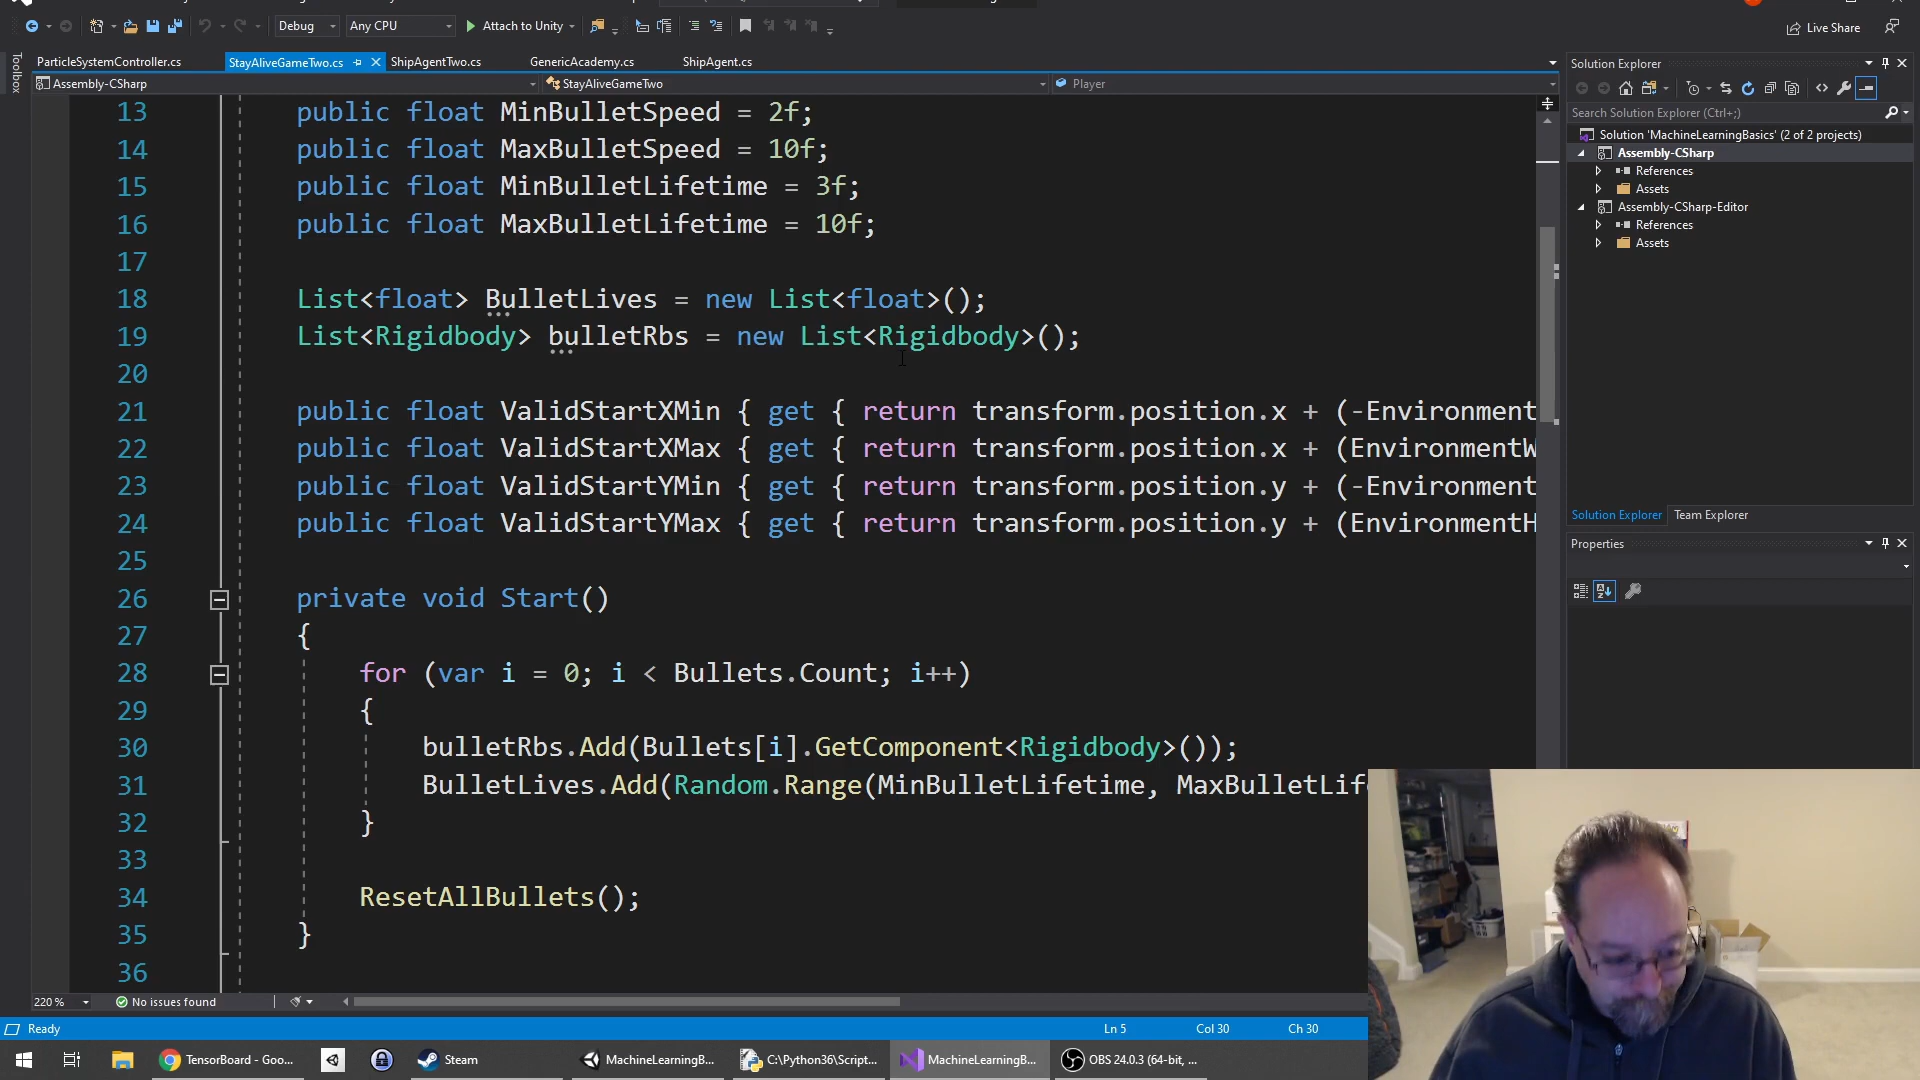 Debug
Any CPU
Attach to Unity
Live Share
ParticleSystemController.cs
StayAliveGameTwo.cs
ShipAgentTwo.cs
GenericAcademy.cs
ShipAgent.cs
Assembly-CSharp
StayAliveGameTwo
Player
Toolbox
13 public float MinBulletSpeed = 2f;
14 public float MaxBulletSpeed = 10f;
15 public float MinBulletLifetime = 3f;
16 public float MaxBulletLifetime = 10f;
17
18 List<float> BulletLives = new List<float>();
19 List<Rigidbody> bulletRbs = new List<Rigidbody>();
20
21 public float ValidStartXMin { get { return transform.position.x + (-Environment
22 public float ValidStartXMax { get { return transform.position.x + (EnvironmentW
23 public float ValidStartYMin { get { return transform.position.y + (-Environment
24 public float ValidStartYMax { get { return transform.position.y + (EnvironmentH
25
26 private void Start()
27 {
28 for (var i = 0; i < Bullets.Count; i++)
29 {
30 bulletRbs.Add(Bullets[i].GetComponent<Rigidbody>());
31 BulletLives.Add(Random.Range(MinBulletLifetime, MaxBulletLif
32 }
33
34 ResetAllBullets();
35 }
36
220 %
No issues found
Ready
Ln 5
Col 30
Ch 30
Solution Explorer
Search Solution Explorer (Ctrl+;)
Solution 'MachineLearningBasics' (2 of 2 projects)
Assembly-CSharp
References
Assets
Assembly-CSharp-Editor
References
Assets
Solution Explorer
Team Explorer
Properties
TensorBoard - Goo...
Steam
MachineLearningB...
C:\Python36\Script...
MachineLearningB...
OBS 24.0.3 (64-bit, ...